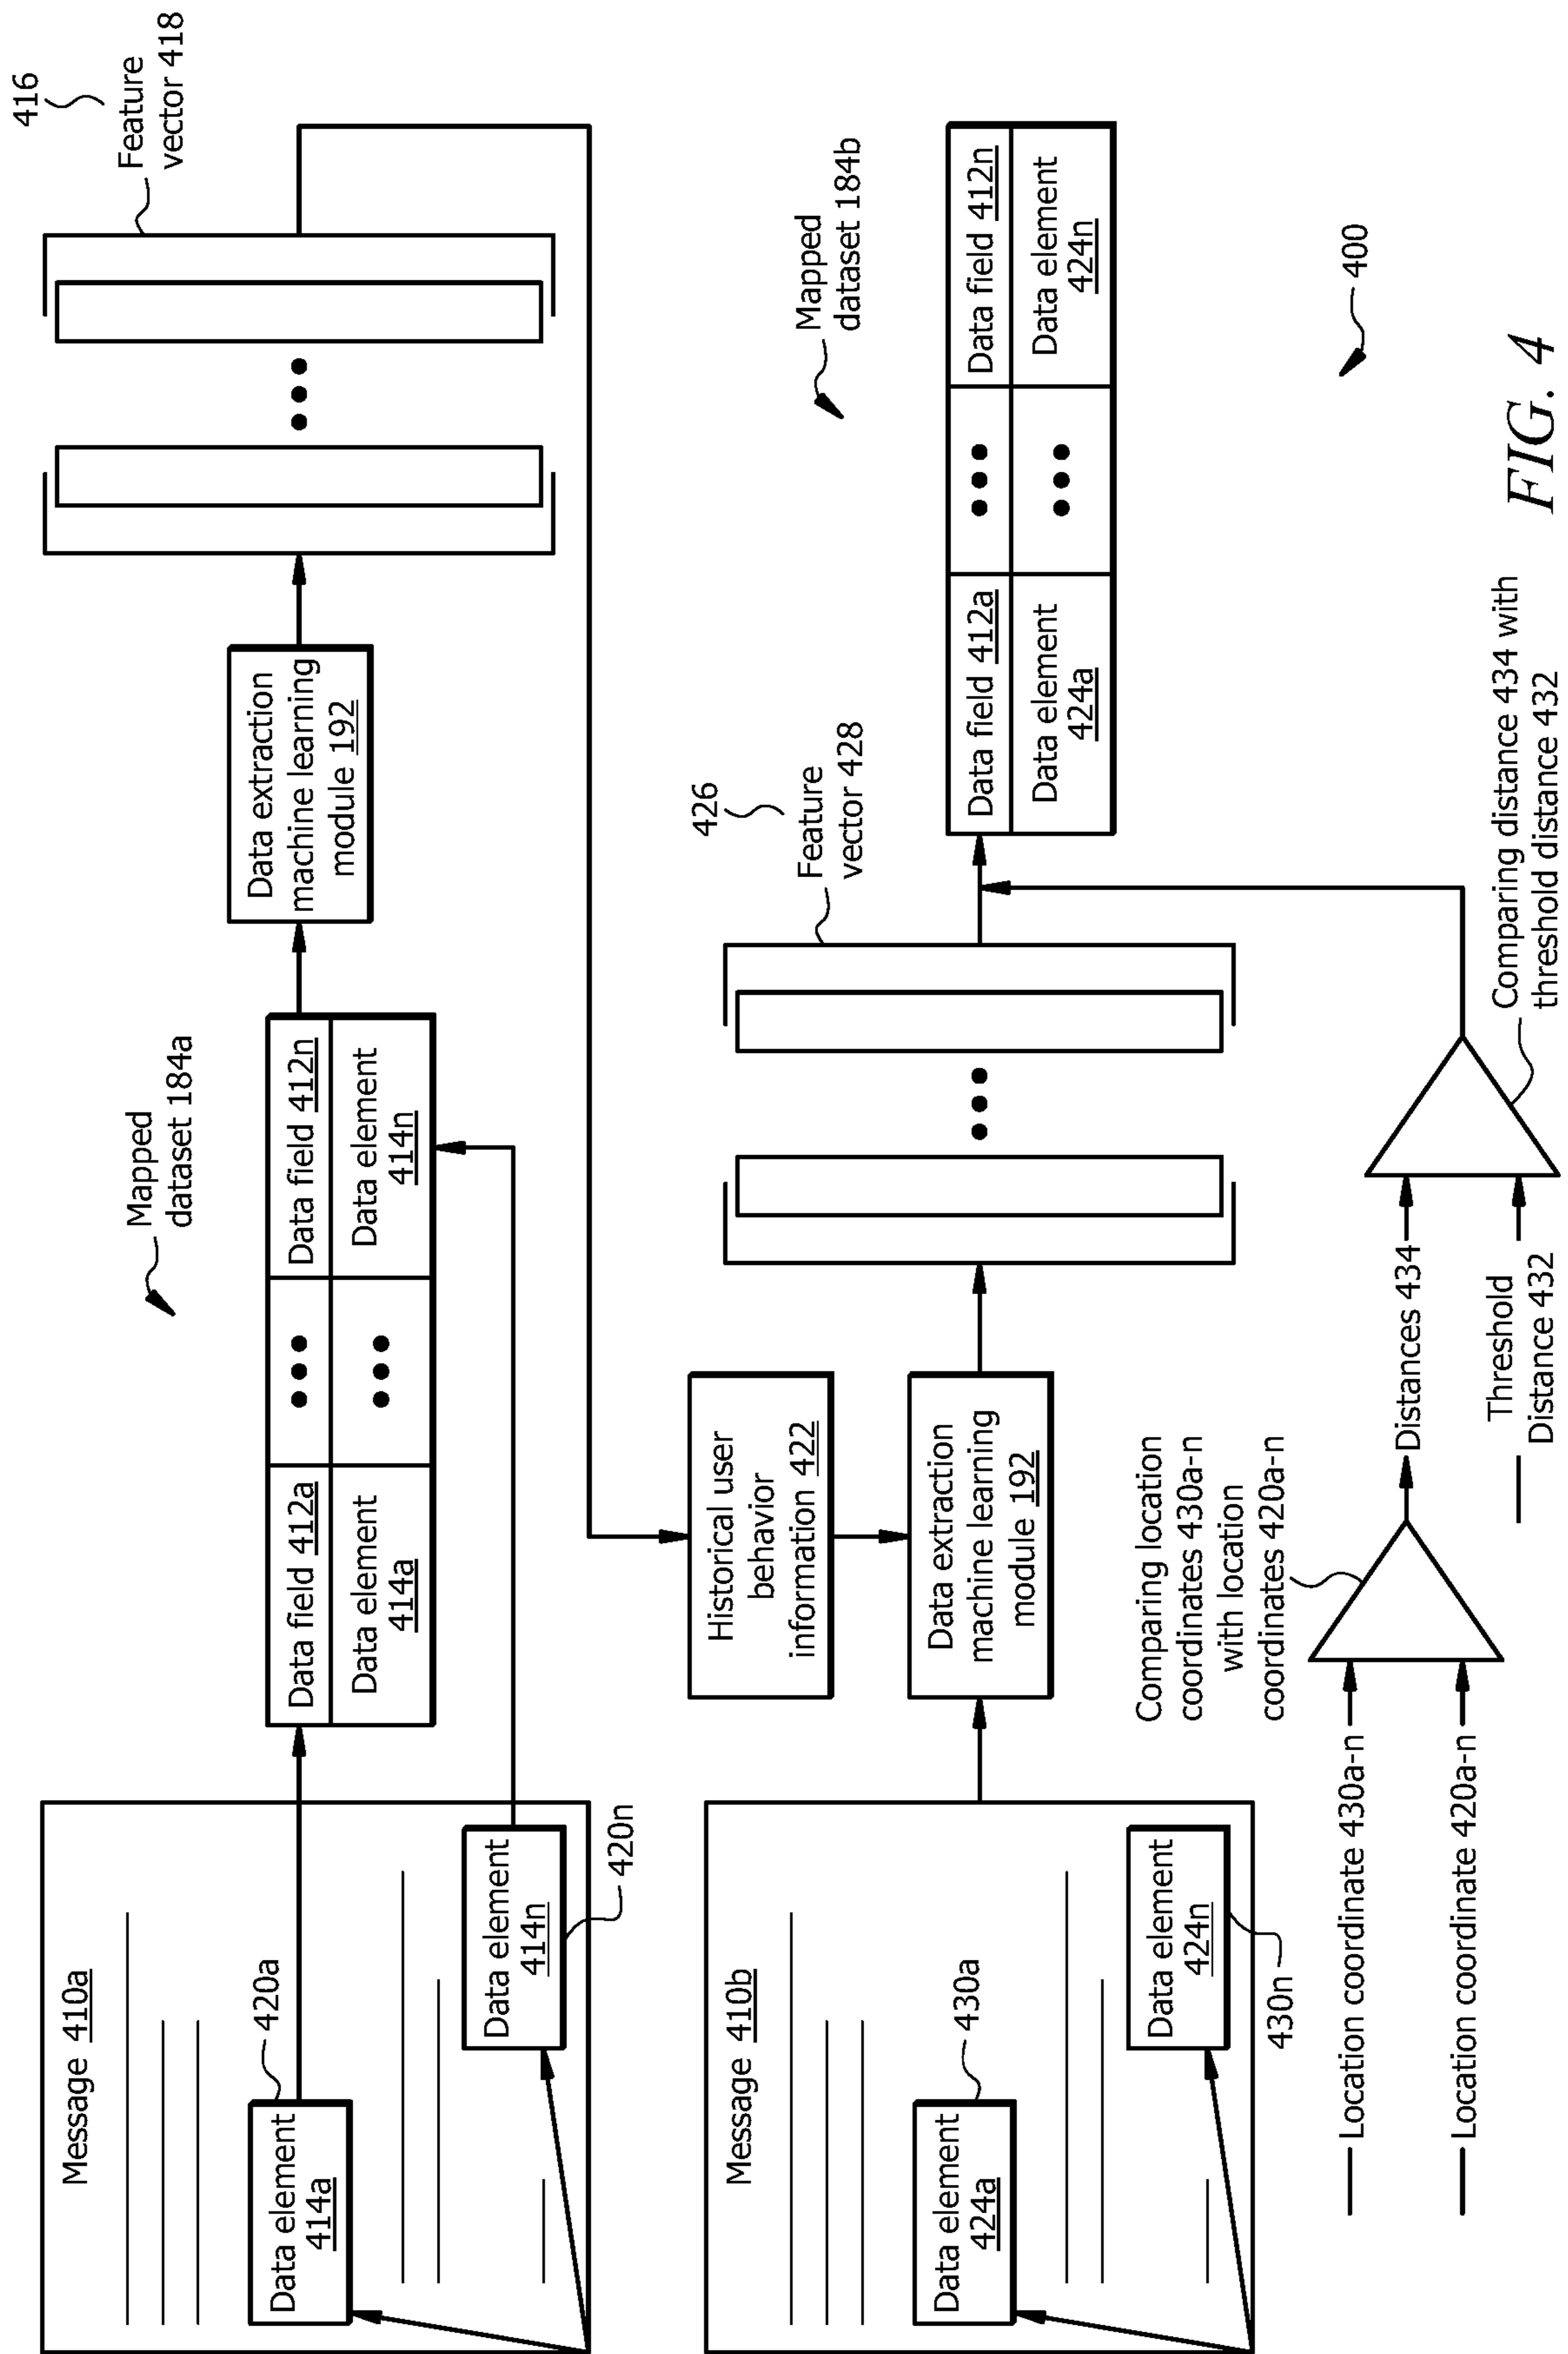 Message 410a
Data element
414a
420a
Data element
414n
420n
Mapped
dataset 184a
Data field 412a
Data field 412n
Data element
414a
Data element
414n
Data extraction
machine learning
module 192
416
Feature
vector 418
Message 410b
Data element
424a
430a
Data element
424n
430n
Historical user
behavior
information 422
Data extraction
machine learning
module 192
426
Feature
vector 428
Mapped
dataset 184b
Data field 412a
Data field 412n
Data element
424a
Data element
424n
Location coordinate 430a-n
Location coordinate 420a-n
Comparing location
coordinates 430a-n
with location
coordinates 420a-n
Distances 434
Threshold
Distance 432
Comparing distance 434 with
threshold distance 432
400
FIG. 4